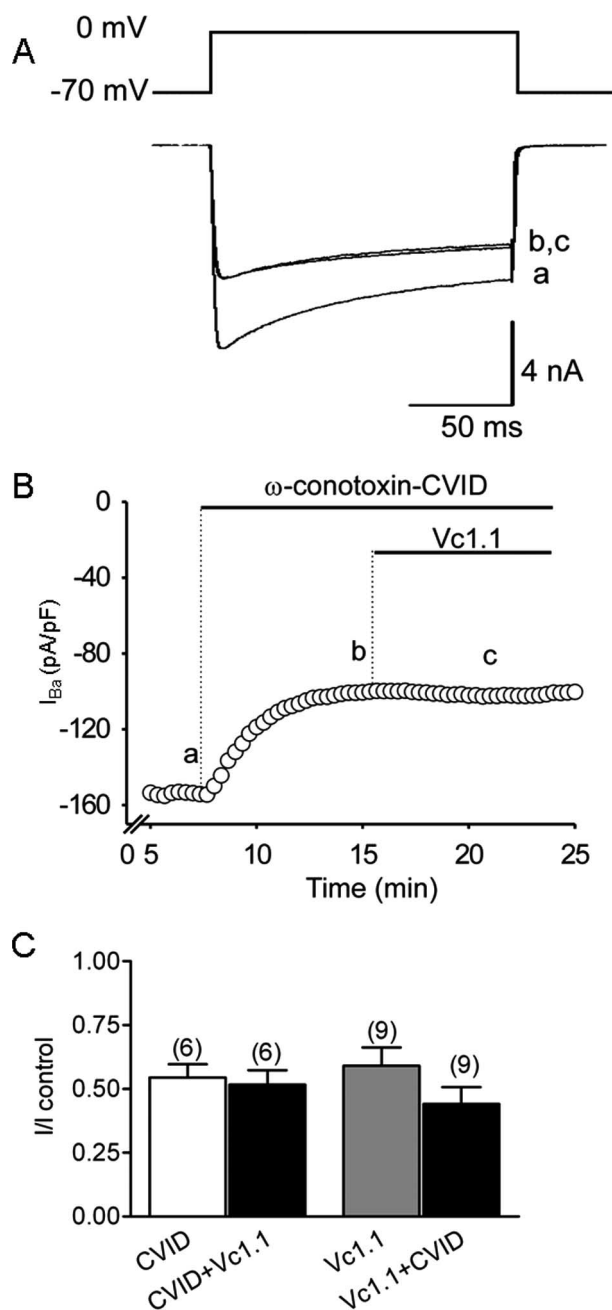 A
0 mV
-70 mV
b,c
a
4 nA
50 ms
B
ω-conotoxin-CVID
Vc1.1
0
-40
-80
-120
-160
I_Ba (pA/pF)
a
b
c
0 5 10 15 20 25
Time (min)
C
1.00
0.75
0.50
0.25
0.00
I/I control
(6) (6) (9) (9)
CVID
CVID+Vc1.1
Vc1.1
Vc1.1+CVID